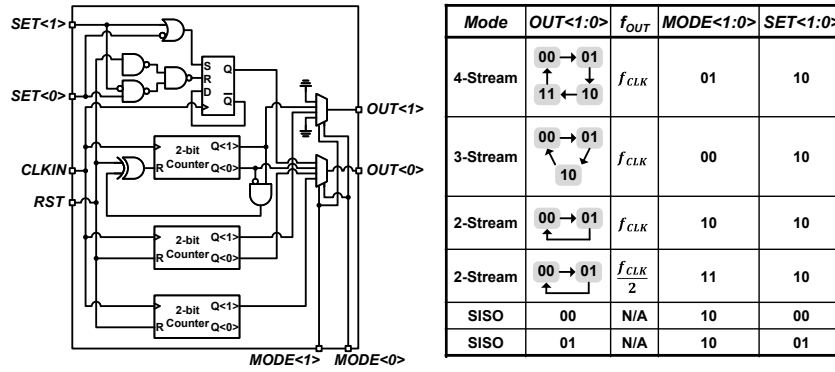 SET<1>
SET<0>
CLKIN
RST
S
R
D
Q
Q
2-bit
Counter
R
Q<1>
Q<0>
2-bit
Counter
R
Q<1>
Q<0>
2-bit
Counter
R
Q<1>
Q<0>
OUT<1>
OUT<0>
MODE<1> MODE<0>
Mode OUT<1:0> fOUT MODE<1:0> SET<1:0>
4-Stream 00 01 11 10 fCLK 01 10
3-Stream 00 01 10 fCLK 00 10
2-Stream 00 01 fCLK 10 10
2-Stream 00 01 fCLK/2 11 10
SISO 00 N/A 10 00
SISO 01 N/A 10 01